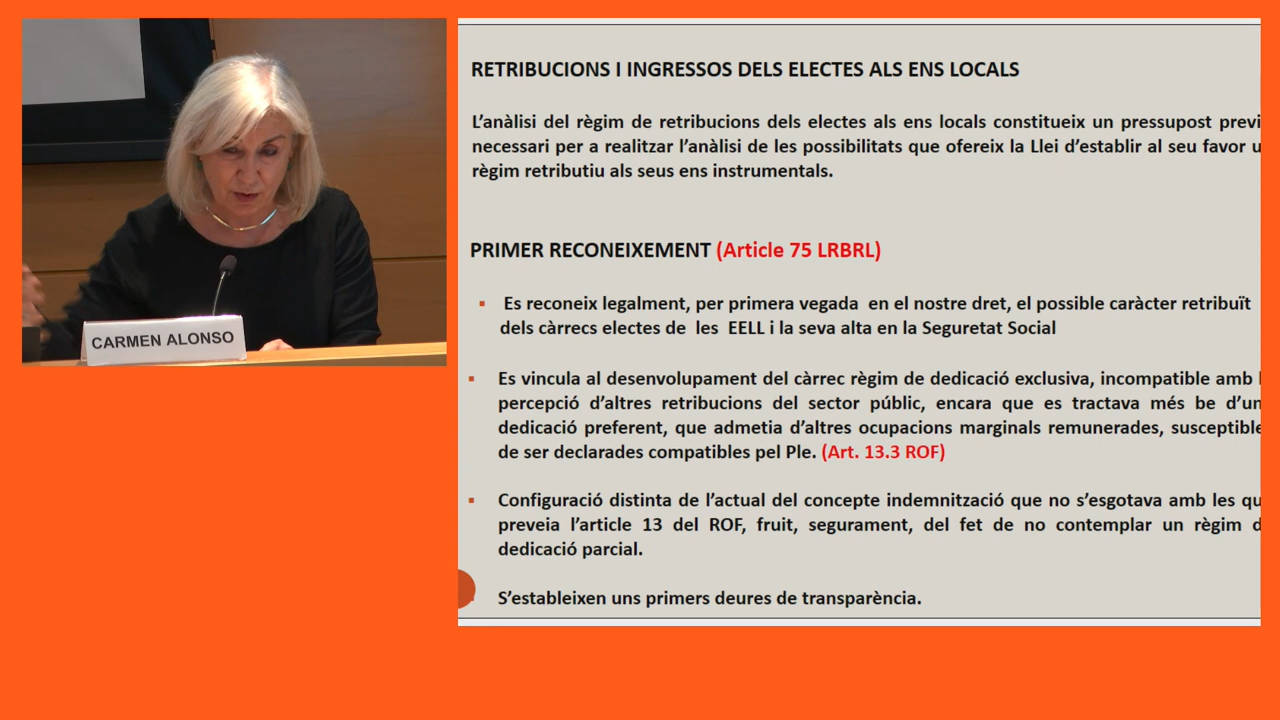 CARMEN ALONSO
RETRIBUCIONS I INGRESSOS DELS ELECTES ALS ENS LOCALS
L'anàlisi del règim de retribucions dels electes als ens locals constitueix un pressupost previ
necessari per a realitzar l'anàlisi de les possibilitats que ofereix la Llei d'establir al seu favor
règim retributiu als seus ens instrumentals.
PRIMER RECONEIXEMENT (Article 75 LRBRL)
▪ Es reconeix legalment, per primera vegada en el nostre dret, el possible caràcter retribuït
dels càrrecs electes de les EELL i la seva alta en la Seguretat Social
▪ Es vincula al desenvolupament del càrrec règim de dedicació exclusiva, incompatible amb
percepció d'altres retribucions del sector públic, encara que es tractava més be d'un
dedicació preferent, que admetia d'altres ocupacions marginals remunerades, susceptible
de ser declarades compatibles pel Ple. (Art. 13.3 ROF)
▪ Configuració distinta de l'actual del concepte indemnització que no s'esgotava amb les qu
preveia l'article 13 del ROF, fruit, segurament, del fet de no contemplar un règim d
dedicació parcial.
S'estableixen uns primers deures de transparència.